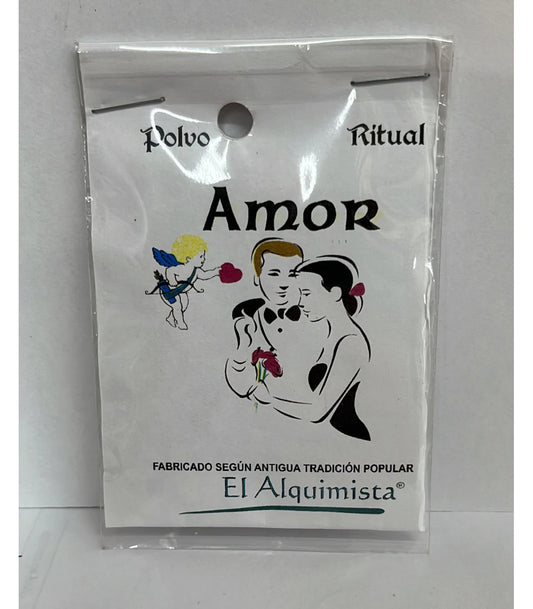 Polvo Ritual
Amor
FABRICADO SEGÚN ANTIGUA TRADICIÓN POPULAR
El Alquimista®